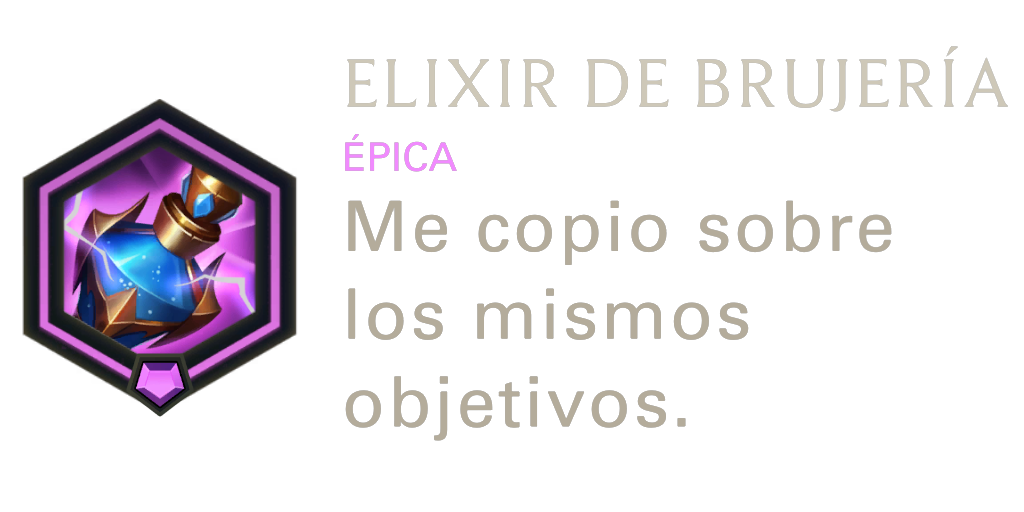 ELIXIR DE BRUJERÍA
ÉPICA
Me copio sobre
los mismos
objetivos.